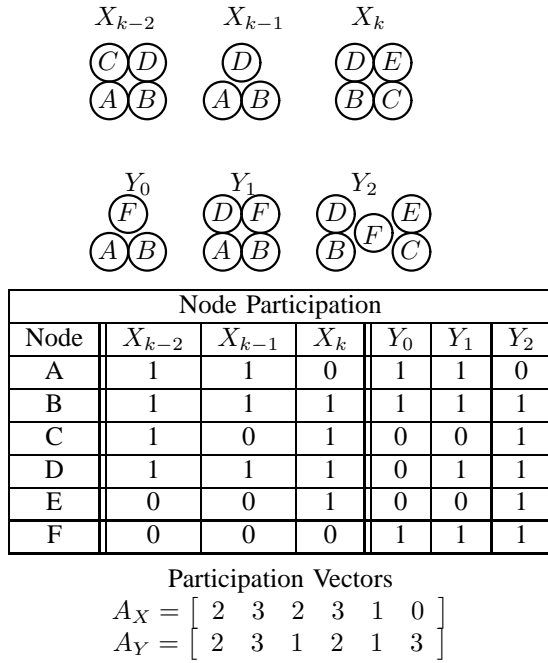 X_{k−2} X_{k−1} X_k
C D D D E
A B A B B C
Y_0 Y_1 Y_2
F D F D F E
A B A B B C
Node Participation
Node X_{k−2} X_{k−1} X_k Y_0 Y_1 Y_2
A 1 1 0 1 1 0
B 1 1 1 1 1 1
C 1 0 1 0 0 1
D 1 1 1 0 1 1
E 0 0 1 0 0 1
F 0 0 0 1 1 1
Participation Vectors
A_X = [ 2 3 2 3 1 0 ]
A_Y = [ 2 3 1 2 1 3 ]